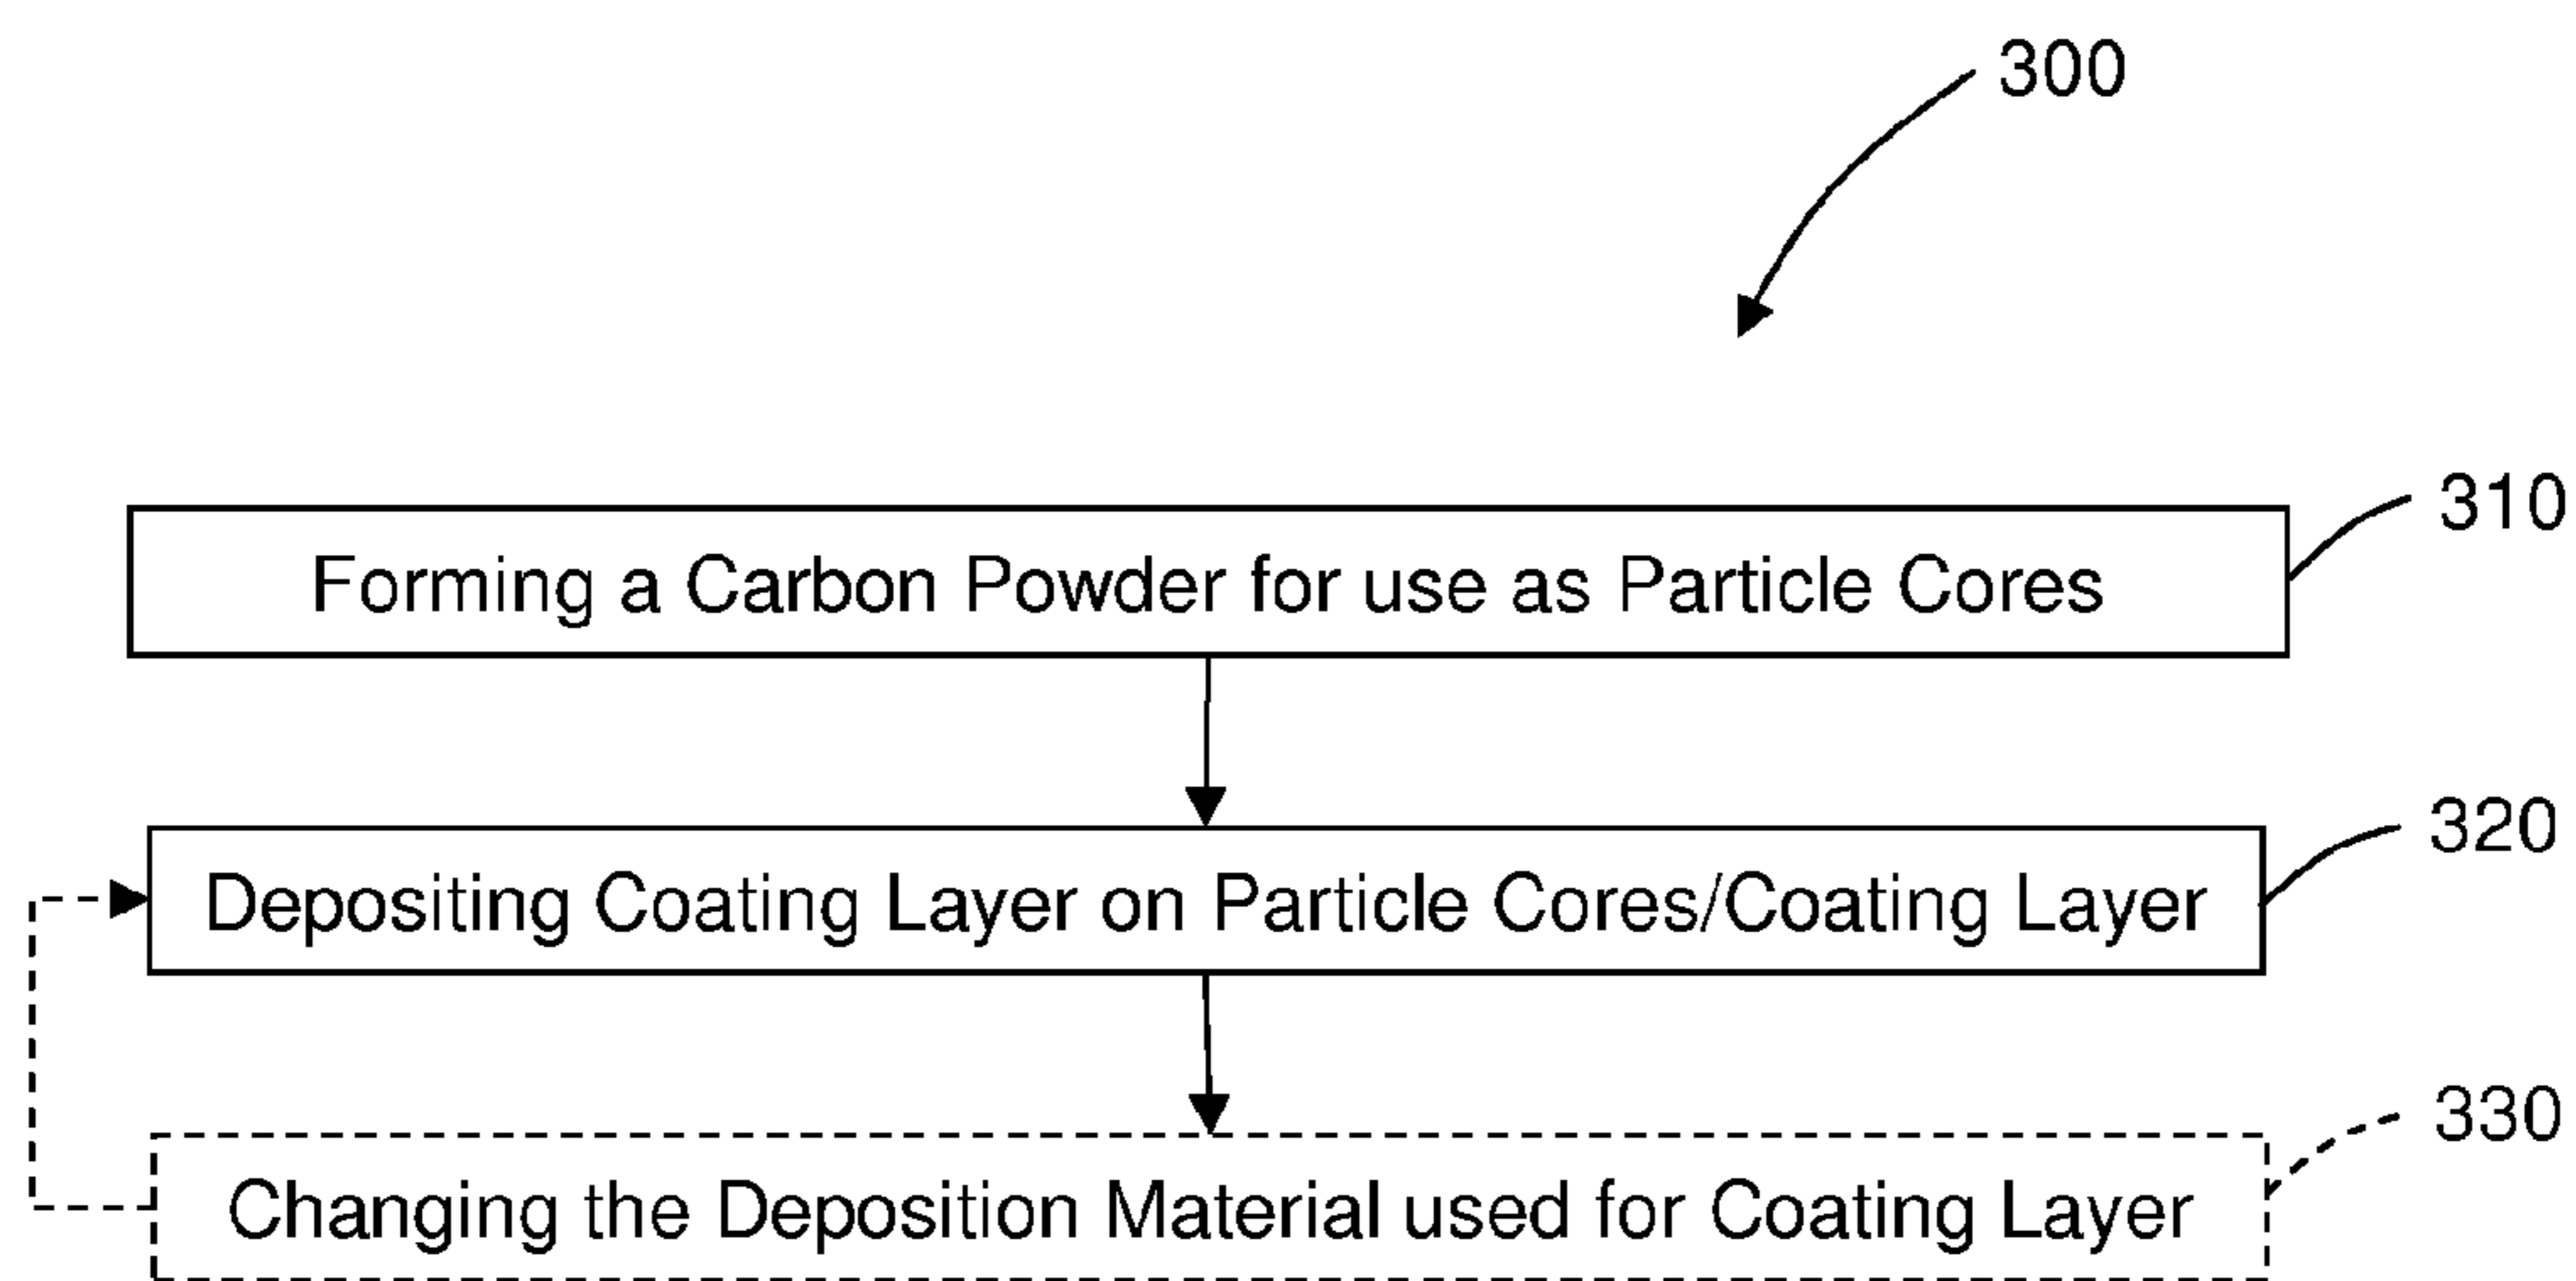 300
310
Forming a Carbon Powder for use as Particle Cores
320
Depositing Coating Layer on Particle Cores/Coating Layer
330
Changing the Deposition Material used for Coating Layer